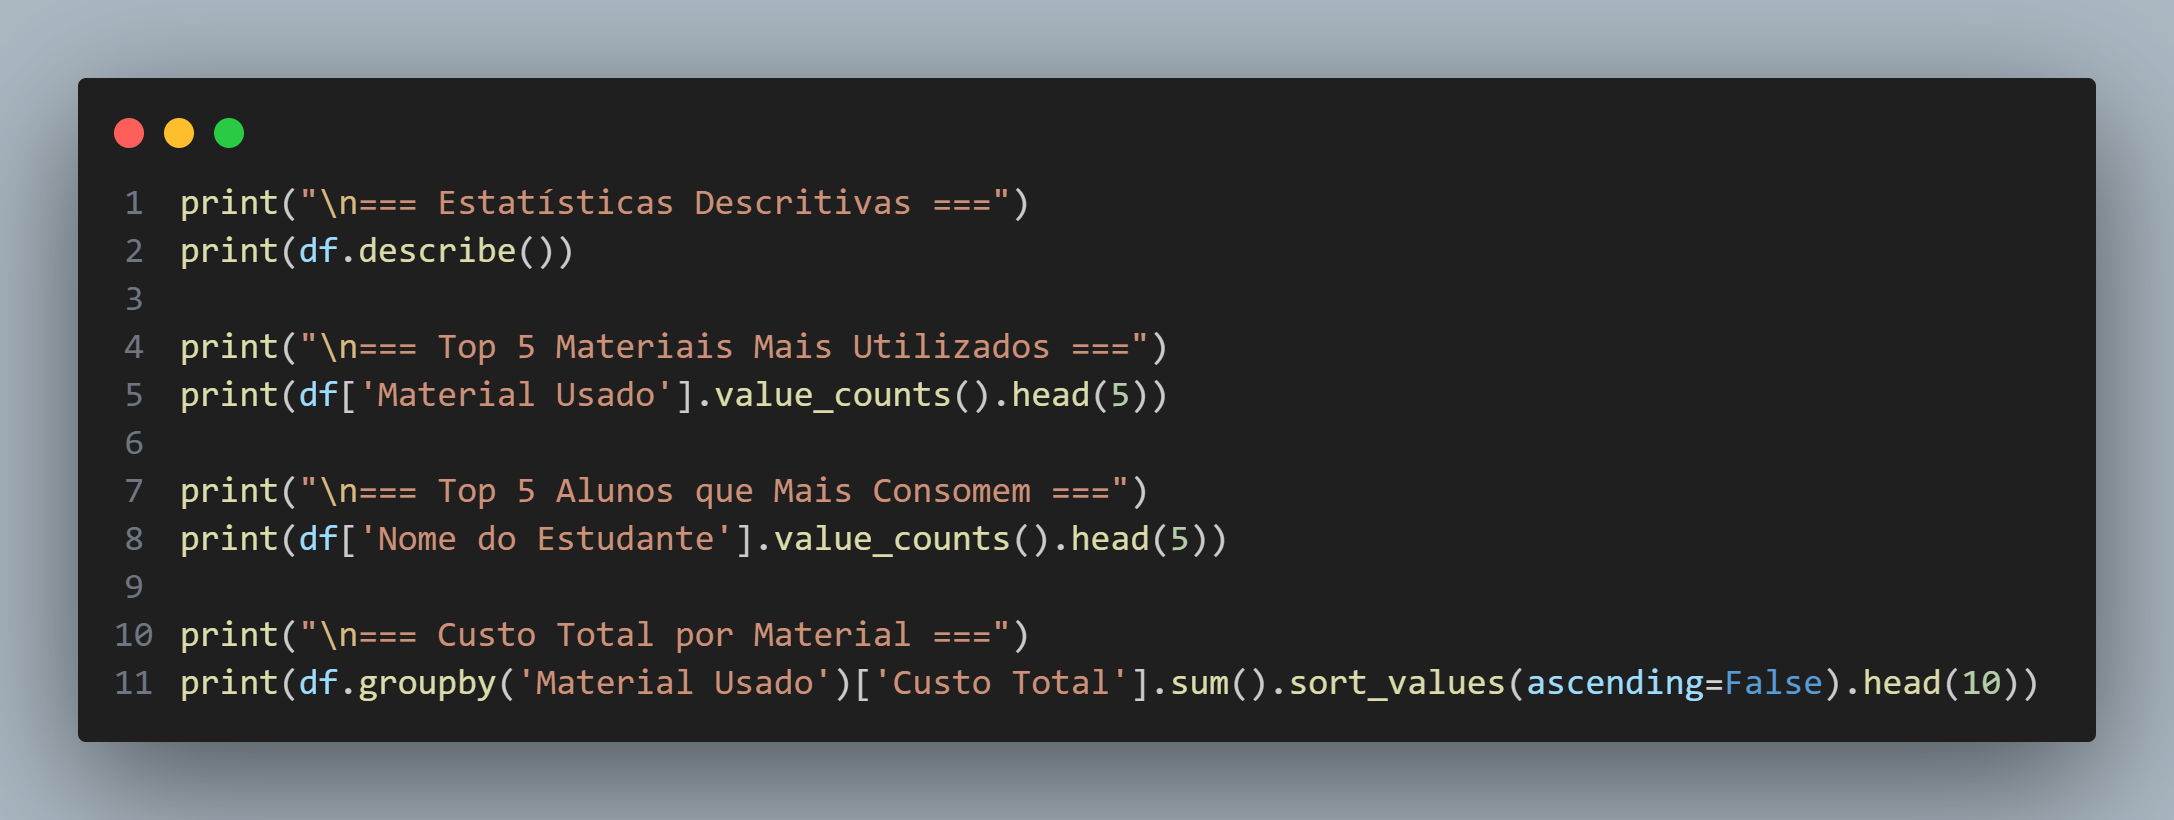 1 print("\n=== Estatísticas Descritivas ===")
2 print(df.describe())
3
4 print("\n=== Top 5 Materiais Mais Utilizados ===")
5 print(df['Material Usado'].value_counts().head(5))
6
7 print("\n=== Top 5 Alunos que Mais Consomem ===")
8 print(df['Nome do Estudante'].value_counts().head(5))
9
10 print("\n=== Custo Total por Material ===")
11 print(df.groupby('Material Usado')['Custo Total'].sum().sort_values(ascending=False).head(10))